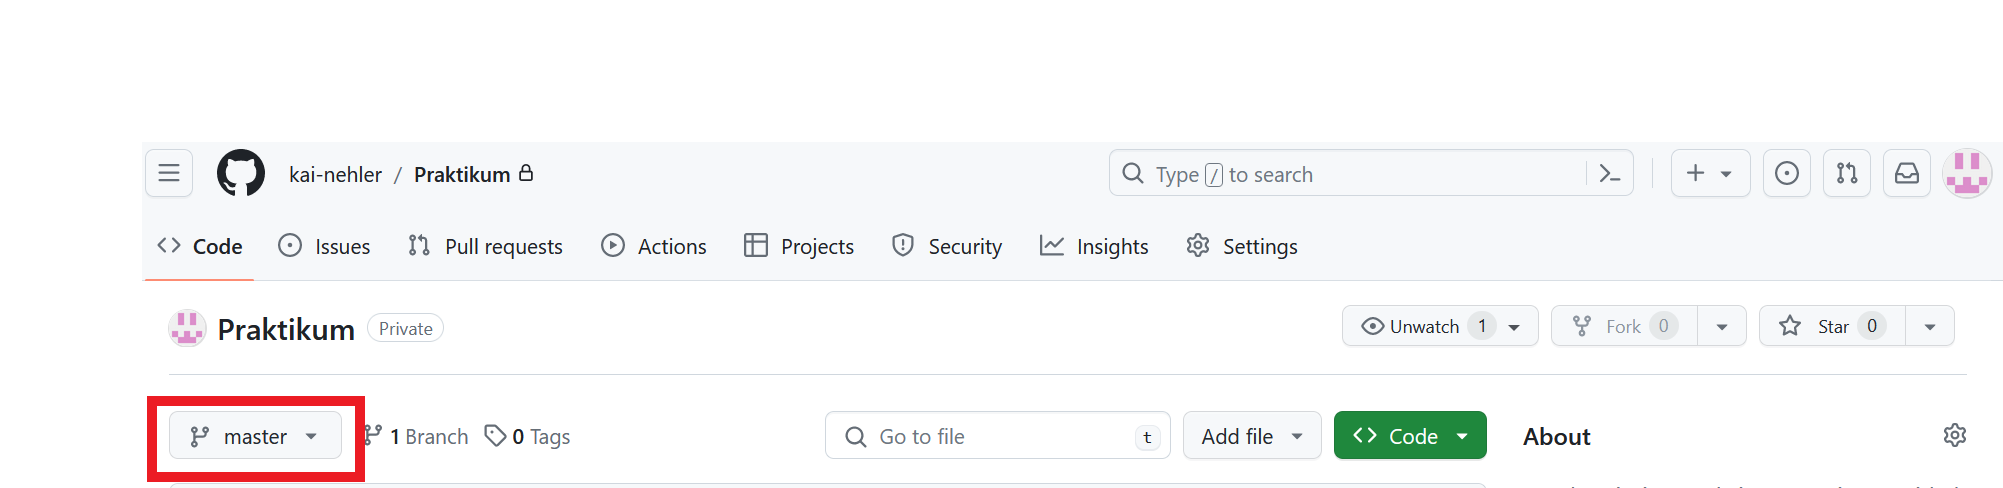 kai-nehler / Praktikum
Type / to search
Code Issues Pull requests Actions Projects Security Insights Settings
Praktikum Private
Unwatch 1 Fork 0 Star 0
master 1 Branch 0 Tags Go to file t Add file Code About